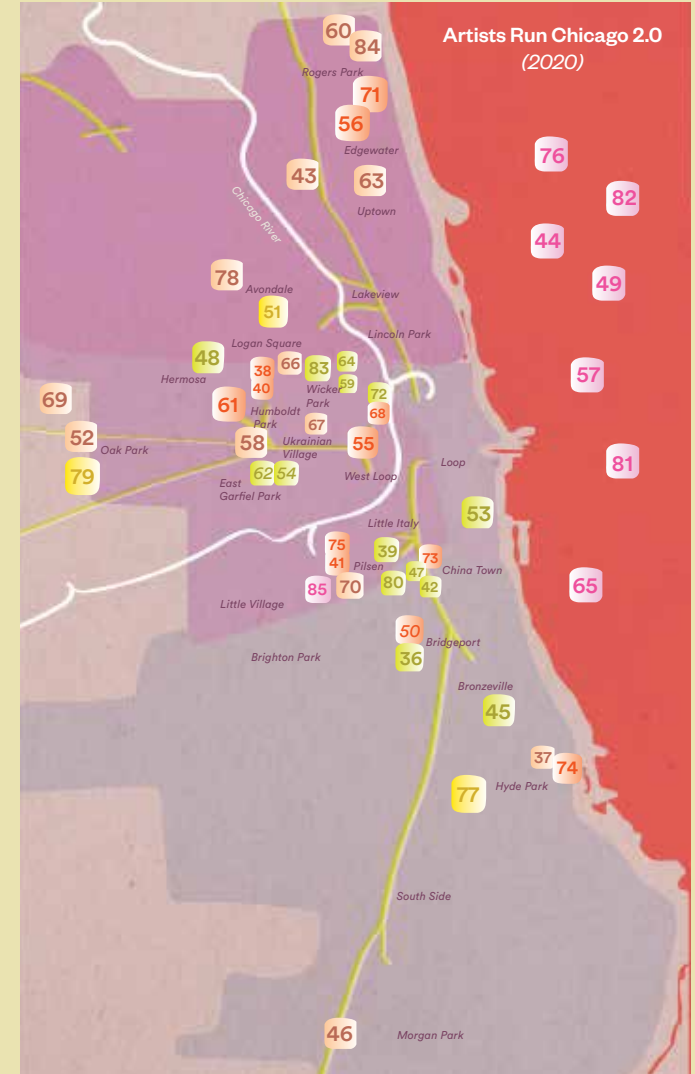 Artists Run Chicago 2.0
(2020)
60
84
Rogers Park
71
56
Edgewater
76
43
63
82
Chicago River
Uptown
44
78
Avondale
49
Lakeview
51
Lincoln Park
Logan Square
48
38
66
83
64
Hermosa
40
Wicker
Park
59
57
69
61
72
68
Humboldt
Park
67
52
58
Ukrainian
Village
55
Oak Park
81
79
62
54
West Loop
Loop
East
Garfiel Park
53
Little Italy
75
41
39
73
Pilsen
47
China Town
85
70
80
42
65
Little Village
50
Bridgeport
Brighton Park
36
Bronzeville
45
37
74
Hyde Park
77
South Side
46
Morgan Park